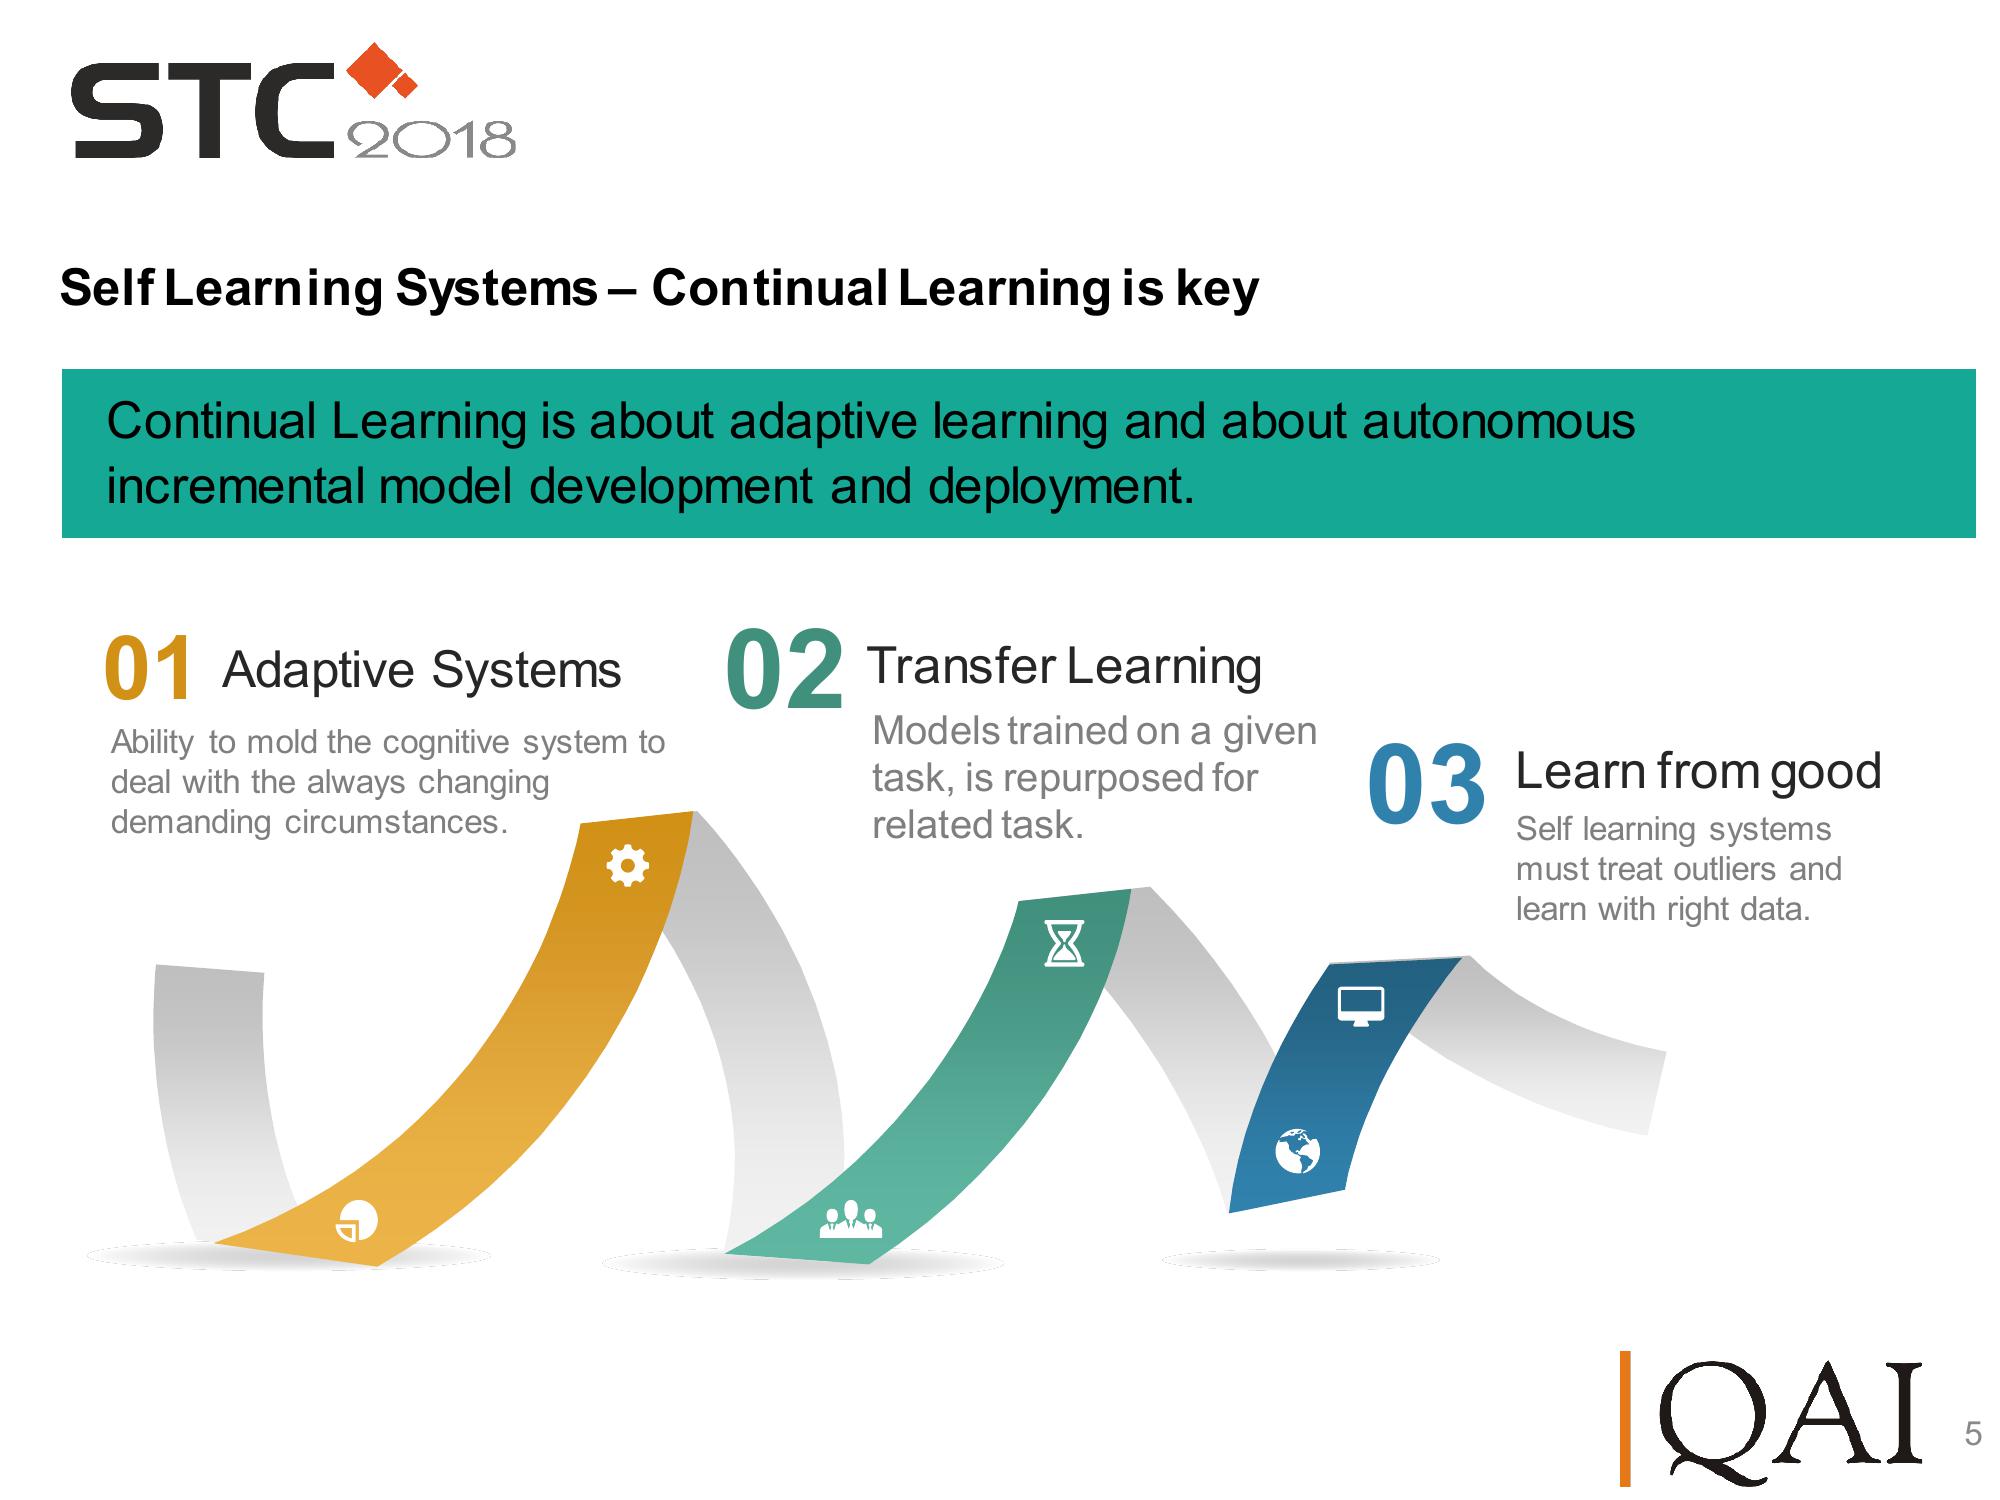 STC 2018
Self Learning Systems – Continual Learning is key
Continual Learning is about adaptive learning and about autonomous
incremental model development and deployment.
01 Adaptive Systems
Ability to mold the cognitive system to
deal with the always changing
demanding circumstances.
02 Transfer Learning
Models trained on a given
task, is repurposed for
related task.
03 Learn from good
Self learning systems
must treat outliers and
learn with right data.
QAI
5